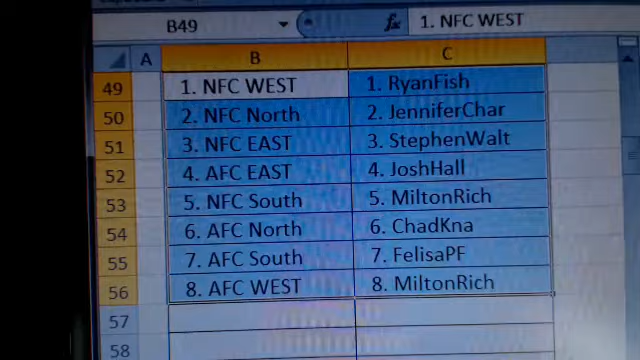 B49 fx 1. NFC WEST
A B C
49 1. NFC WEST 1. RyanFish
50 2. NFC North 2. JenniferChar
51 3. NFC EAST 3. StephenWalt
52 4. AFC EAST 4. JoshHall
53 5. NFC South 5. MiltonRich
54 6. AFC North 6. ChadKna
55 7. AFC South 7. FelisaPF
56 8. AFC WEST 8. MiltonRich
57
58